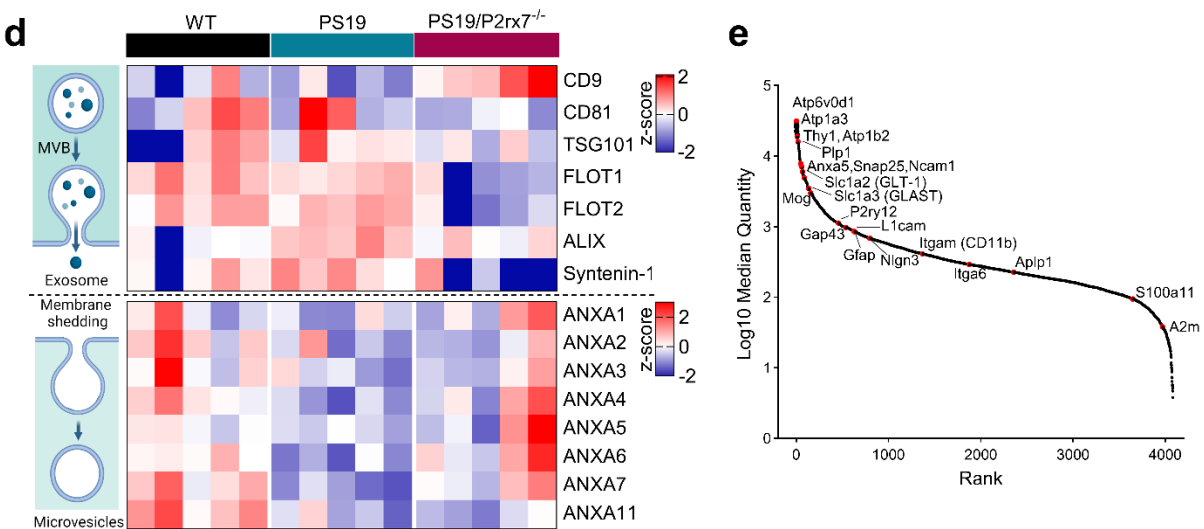 d
WT
PS19
PS19/P2rx7-/-
MVB
Exosome
Membrane
shedding
Microvesicles
CD9
CD81
TSG101
FLOT1
FLOT2
ALIX
Syntenin-1
ANXA1
ANXA2
ANXA3
ANXA4
ANXA5
ANXA6
ANXA7
ANXA11
z-score
2
0
-2
z-score
2
0
-2
e
Log10 Median Quantity
5
4
3
2
1
0
Atp6v0d1
Atp1a3
Thy1, Atp1b2
Plp1
Anxa5,Snap25,Ncam1
Slc1a2 (GLT-1)
Slc1a3 (GLAST)
Mog
P2ry12
L1cam
Gap43
Gfap
Nlgn3
Itgam (CD11b)
Itga6
Aplp1
S100a11
A2m
0
1000
2000
3000
4000
Rank